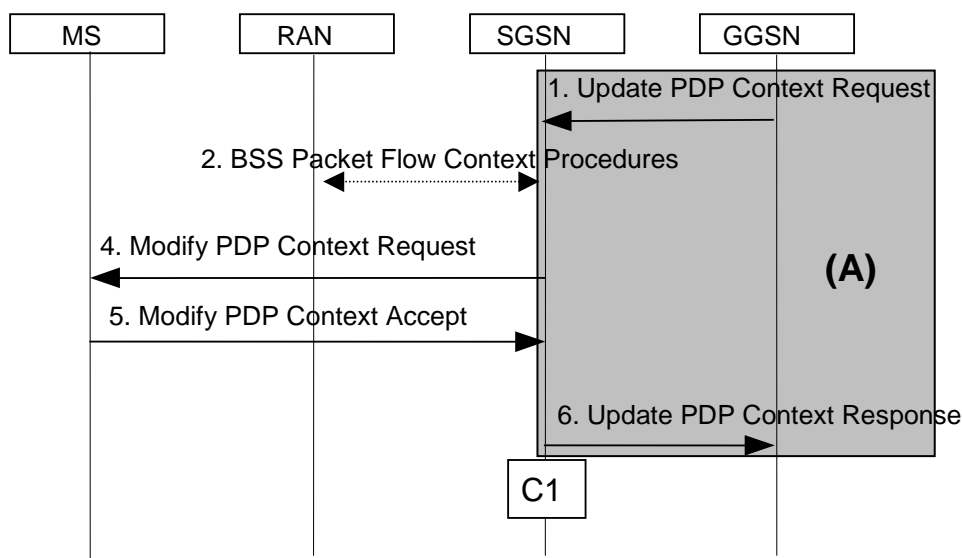 MS
RAN
SGSN
GGSN
1. Update PDP Context Request
2. BSS Packet Flow Context Procedures
4. Modify PDP Context Request
(A)
5. Modify PDP Context Accept
6. Update PDP Context Response
C1